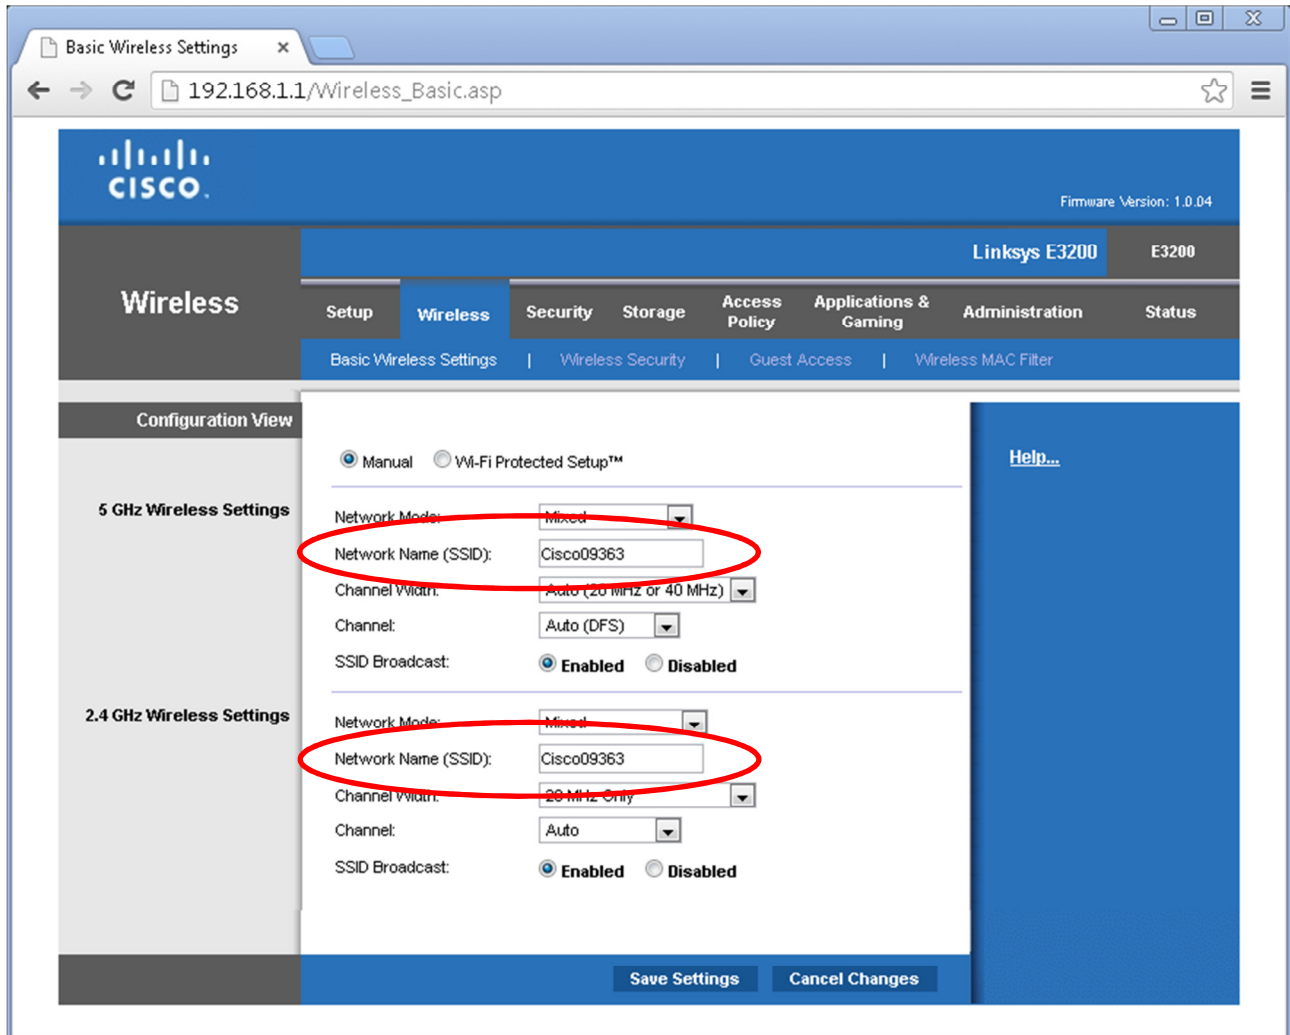 Basic Wireless Settings
192.168.1.1/Wireless_Basic.asp
CISCO.
Firmware Version: 1.0.04
Linksys E3200 E3200
Wireless
Setup Wireless Security Storage Access Policy Applications & Gaming Administration Status
Basic Wireless Settings | Wireless Security | Guest Access | Wireless MAC Filter
Configuration View
Manual Wi-Fi Protected Setup™
Help...
5 GHz Wireless Settings
Network Mode: Mixed
Network Name (SSID): Cisco09363
Channel Width: Auto (20 MHz or 40 MHz)
Channel: Auto (DFS)
SSID Broadcast: Enabled Disabled
2.4 GHz Wireless Settings
Network Mode: Mixed
Network Name (SSID): Cisco09363
Channel Width: 20 MHz Only
Channel: Auto
SSID Broadcast: Enabled Disabled
Save Settings Cancel Changes